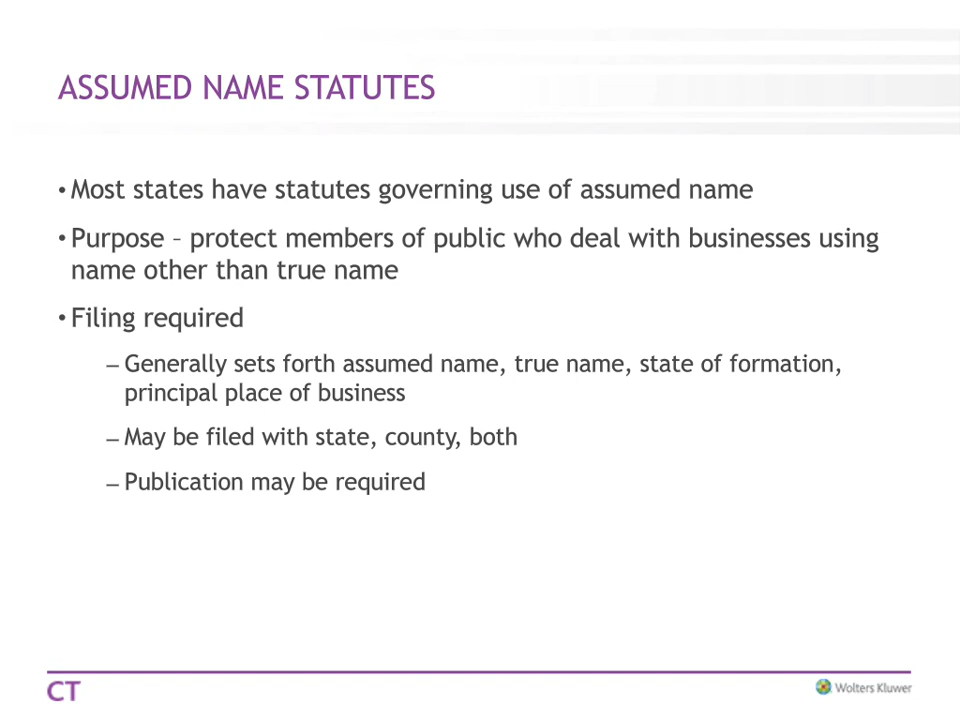 ASSUMED NAME STATUTES
• Most states have statutes governing use of assumed name
• Purpose – protect members of public who deal with businesses using
name other than true name
• Filing required
– Generally sets forth assumed name, true name, state of formation,
principal place of business
– May be filed with state, county, both
– Publication may be required
CT
Wolters Kluwer